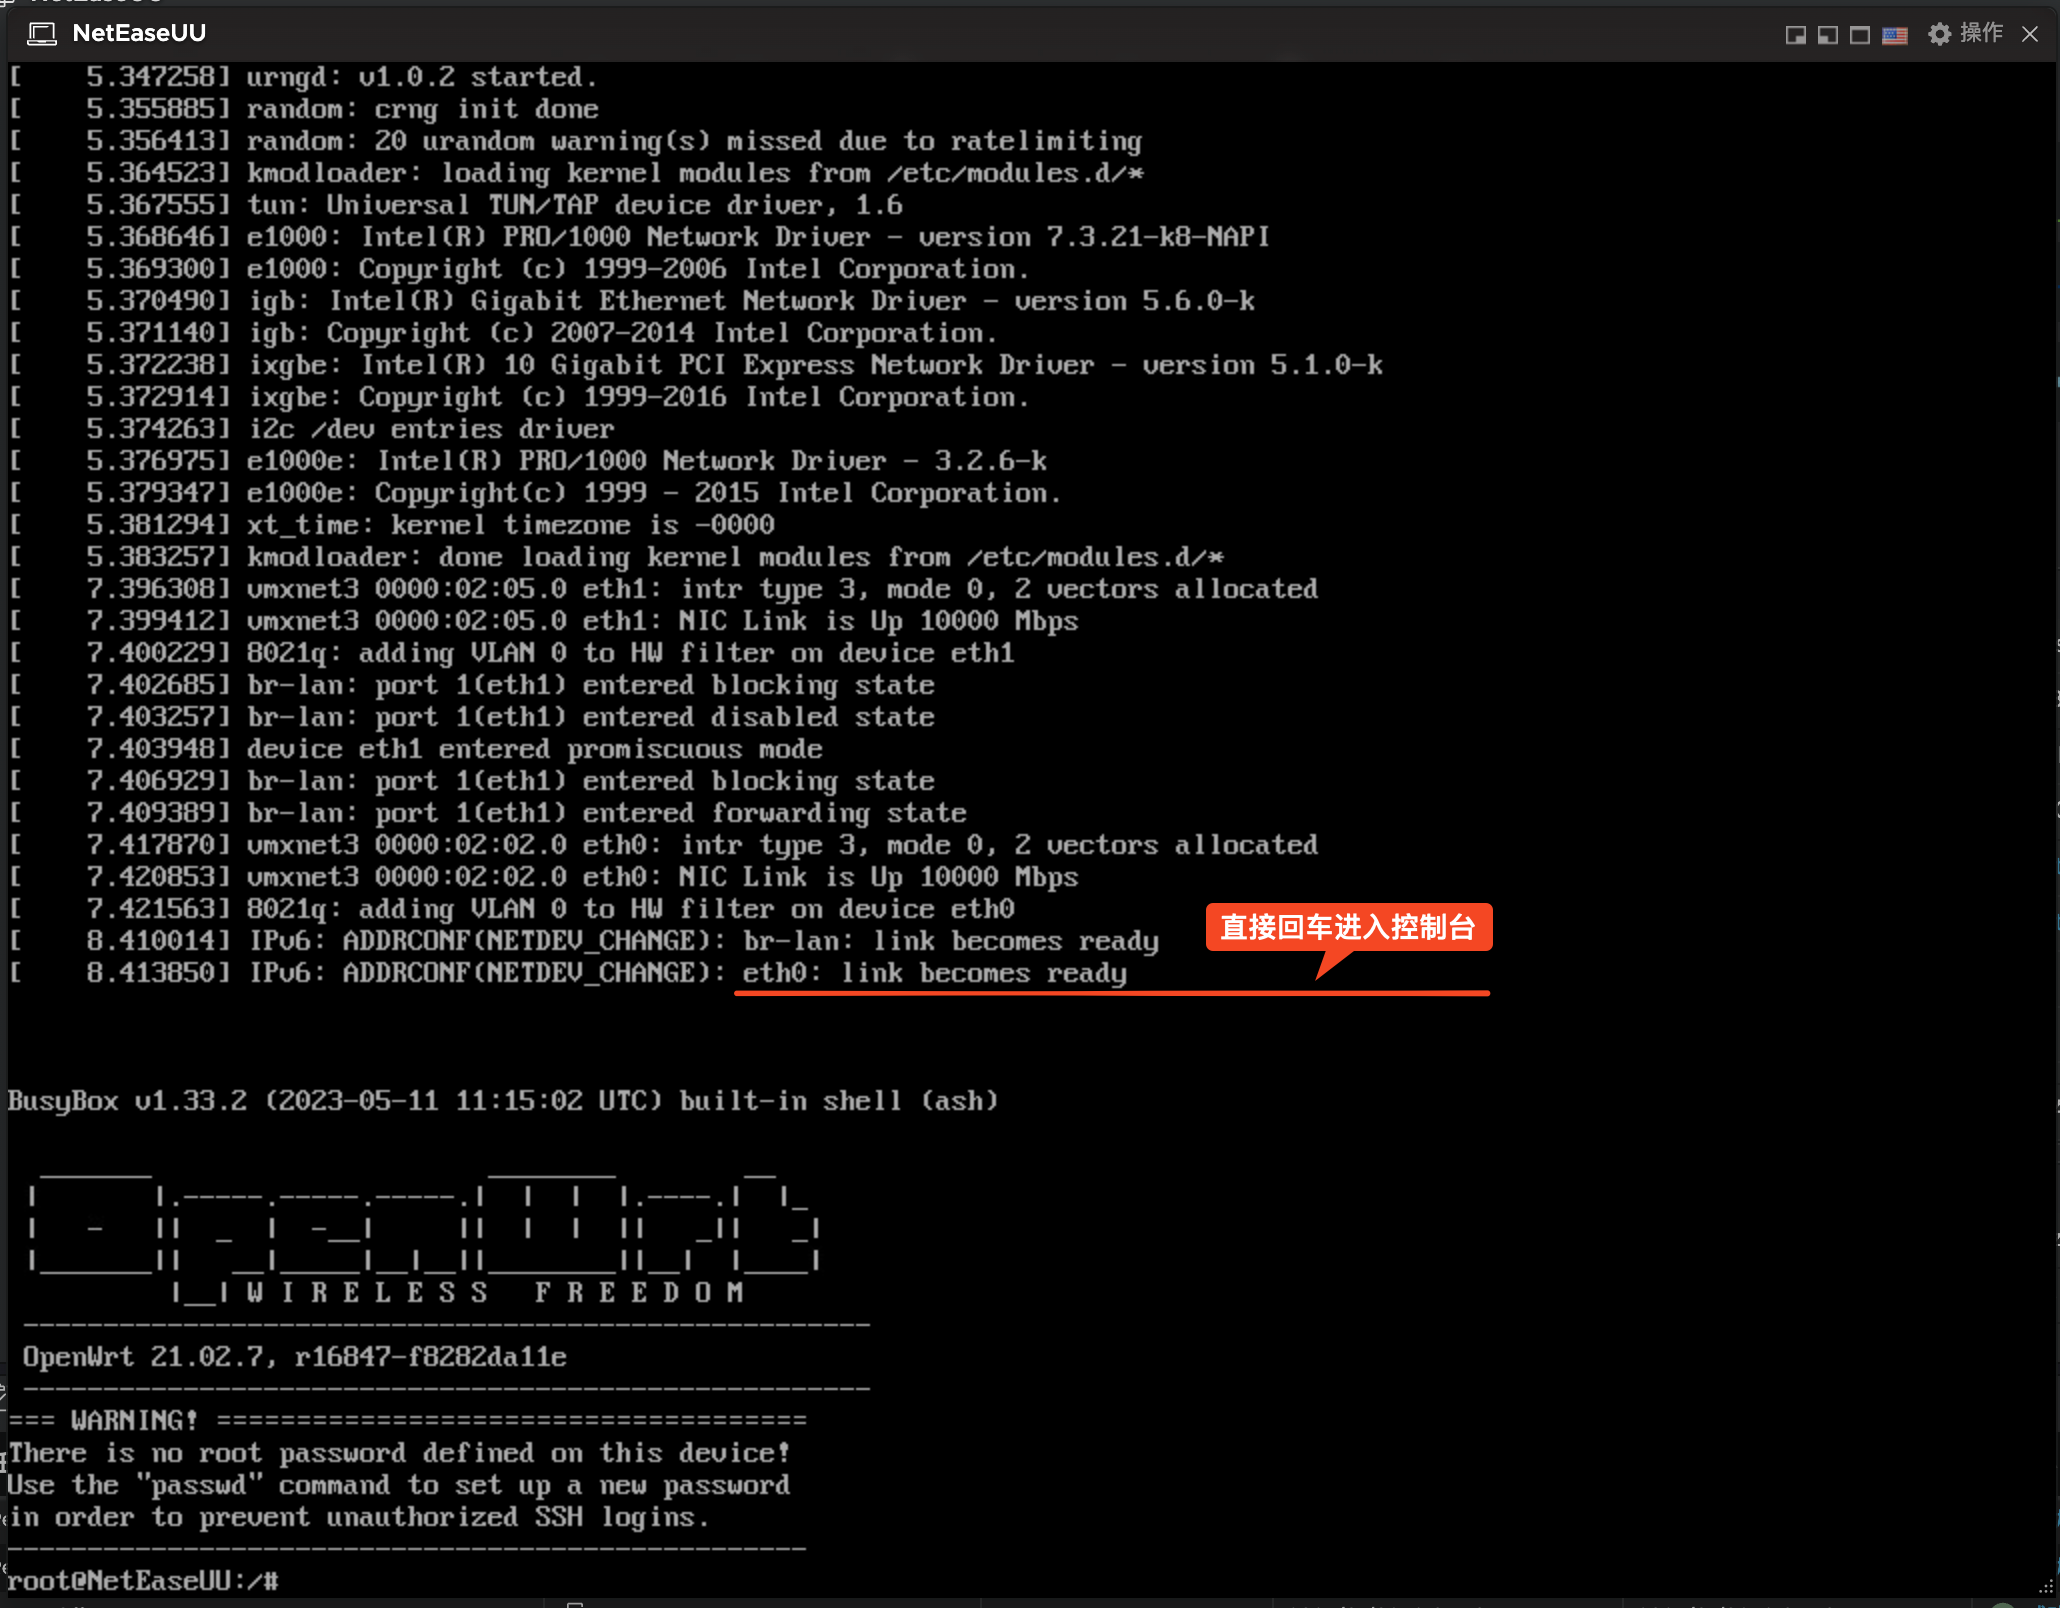 NetEaseUU
操作
[    5.347258] urngd: v1.0.2 started.
[    5.355885] random: crng init done
[    5.356413] random: 20 urandom warning(s) missed due to ratelimiting
[    5.364523] kmodloader: loading kernel modules from /etc/modules.d/*
[    5.367555] tun: Universal TUN/TAP device driver, 1.6
[    5.368646] e1000: Intel(R) PRO/1000 Network Driver - version 7.3.21-k8-NAPI
[    5.369300] e1000: Copyright (c) 1999-2006 Intel Corporation.
[    5.370490] igb: Intel(R) Gigabit Ethernet Network Driver - version 5.6.0-k
[    5.371140] igb: Copyright (c) 2007-2014 Intel Corporation.
[    5.372238] ixgbe: Intel(R) 10 Gigabit PCI Express Network Driver - version 5.1.0-k
[    5.372914] ixgbe: Copyright (c) 1999-2016 Intel Corporation.
[    5.374263] i2c /dev entries driver
[    5.376975] e1000e: Intel(R) PRO/1000 Network Driver - 3.2.6-k
[    5.379347] e1000e: Copyright(c) 1999 - 2015 Intel Corporation.
[    5.381294] xt_time: kernel timezone is -0000
[    5.383257] kmodloader: done loading kernel modules from /etc/modules.d/*
[    7.396308] vmxnet3 0000:02:05.0 eth1: intr type 3, mode 0, 2 vectors allocated
[    7.399412] vmxnet3 0000:02:05.0 eth1: NIC Link is Up 10000 Mbps
[    7.400229] 8021q: adding VLAN 0 to HW filter on device eth1
[    7.402685] br-lan: port 1(eth1) entered blocking state
[    7.403257] br-lan: port 1(eth1) entered disabled state
[    7.403948] device eth1 entered promiscuous mode
[    7.406929] br-lan: port 1(eth1) entered blocking state
[    7.409389] br-lan: port 1(eth1) entered forwarding state
[    7.417870] vmxnet3 0000:02:02.0 eth0: intr type 3, mode 0, 2 vectors allocated
[    7.420853] vmxnet3 0000:02:02.0 eth0: NIC Link is Up 10000 Mbps
[    7.421563] 8021q: adding VLAN 0 to HW filter on device eth0
[    8.410014] IPv6: ADDRCONF(NETDEV_CHANGE): br-lan: link becomes ready
直接回车进入控制台
[    8.413850] IPv6: ADDRCONF(NETDEV_CHANGE): eth0: link becomes ready
BusyBox v1.33.2 (2023-05-11 11:15:02 UTC) built-in shell (ash)
OpenWrt
W I R E L E S S   F R E E D O M
-----------------------------------------------------
OpenWrt 21.02.7, r16847-f8282da11e
-----------------------------------------------------
=== WARNING! =====================================
There is no root password defined on this device!
Use the "passwd" command to set up a new password
in order to prevent unauthorized SSH logins.
--------------------------------------------------
root@NetEaseUU:/#